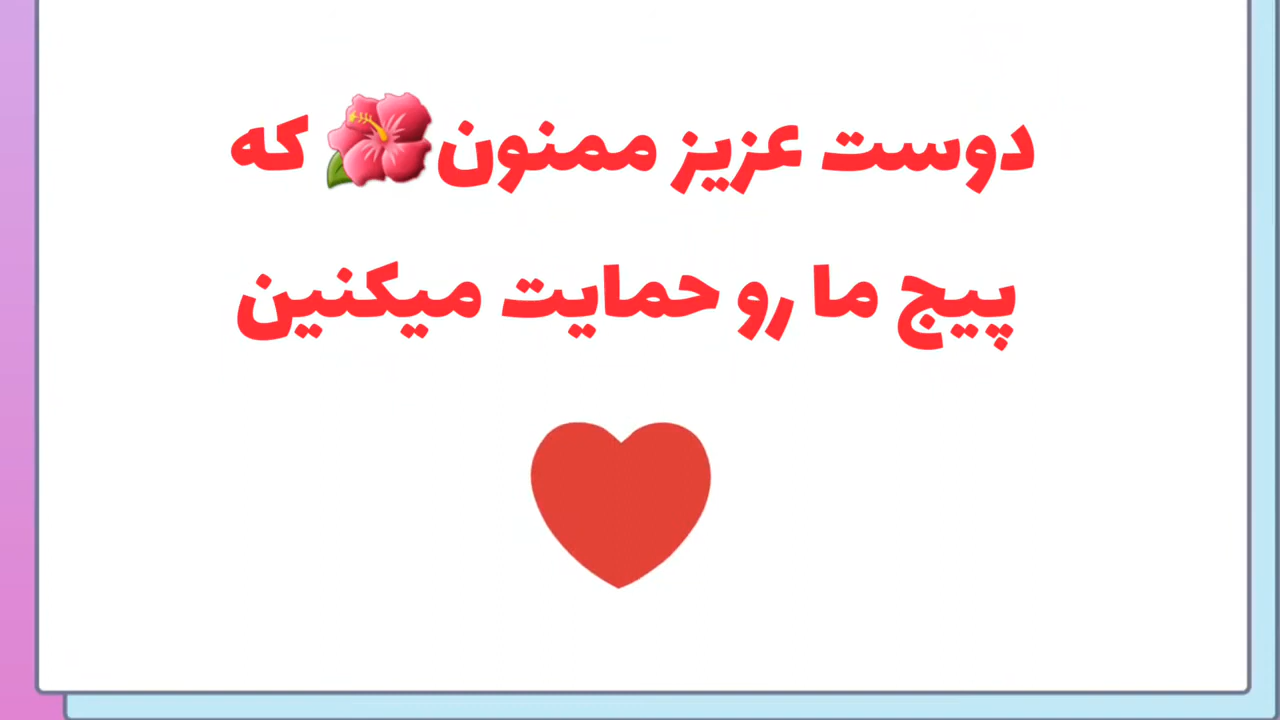 دوست عزیز ممنون🌺 که
پیج ما رو حمایت میکنین